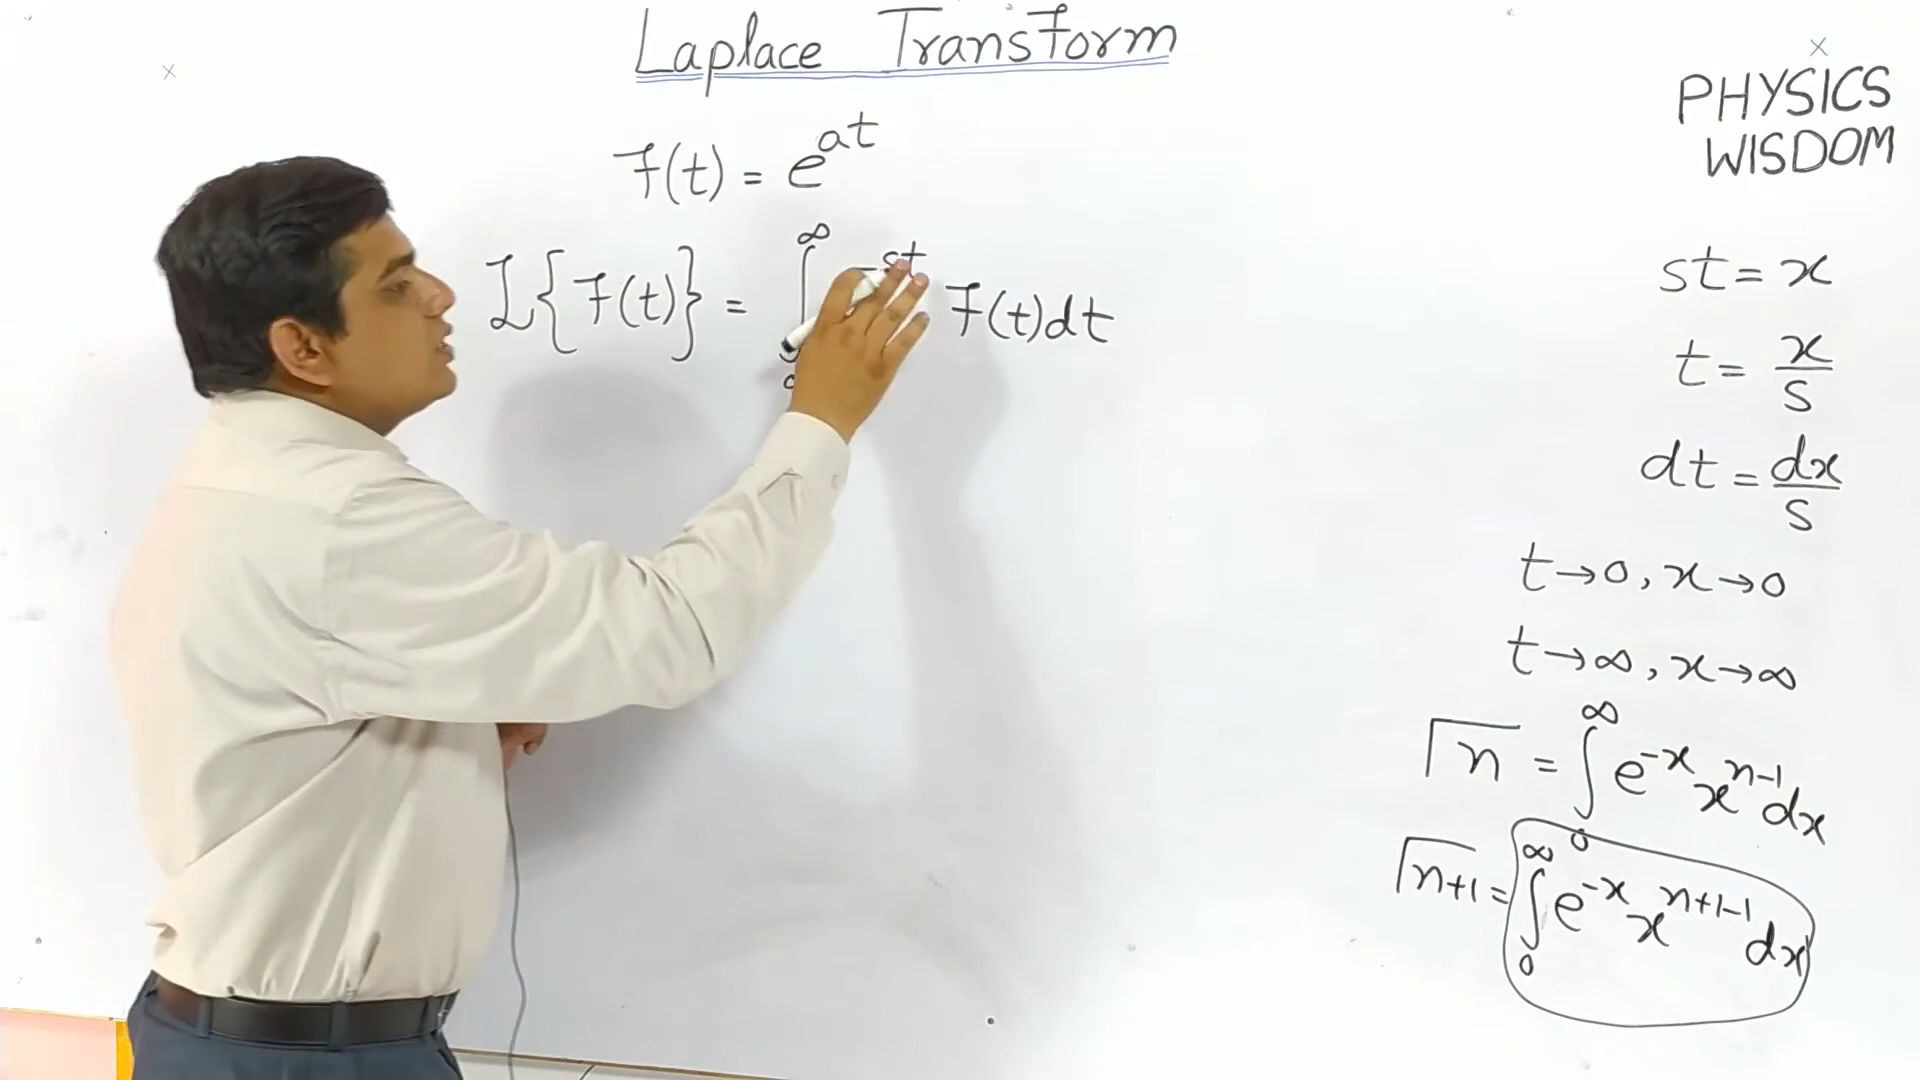 Laplace Transform
F(t) = e^{at}
L{F(t)} = ∫_0^∞ ^{-st} F(t)dt
PHYSICS
WISDOM
st = x
t = x/s
dt = dx/s
t→0, x→0
t→∞, x→∞
Γn = ∫_0^∞ e^{-x} x^{n-1} dx
Γn+1 = ∫_0^∞ e^{-x} x^{n+1-1} dx